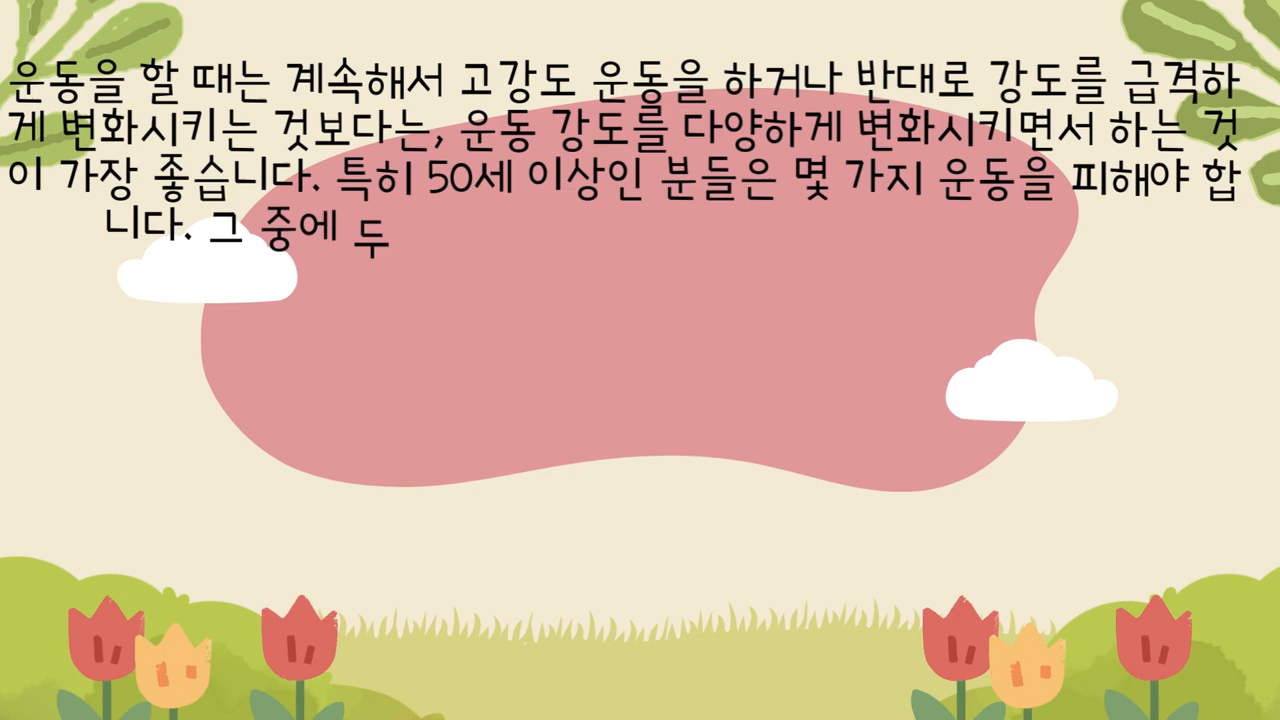 운동을 할 때는 계속해서 고강도 운동을 하거나 반대로 강도를 급격하
게 변화시키는 것보다는, 운동 강도를 다양하게 변화시키면서 하는 것
이 가장 좋습니다. 특히 50세 이상인 분들은 몇 가지 운동을 피해야 합
니다. 그 중에 두